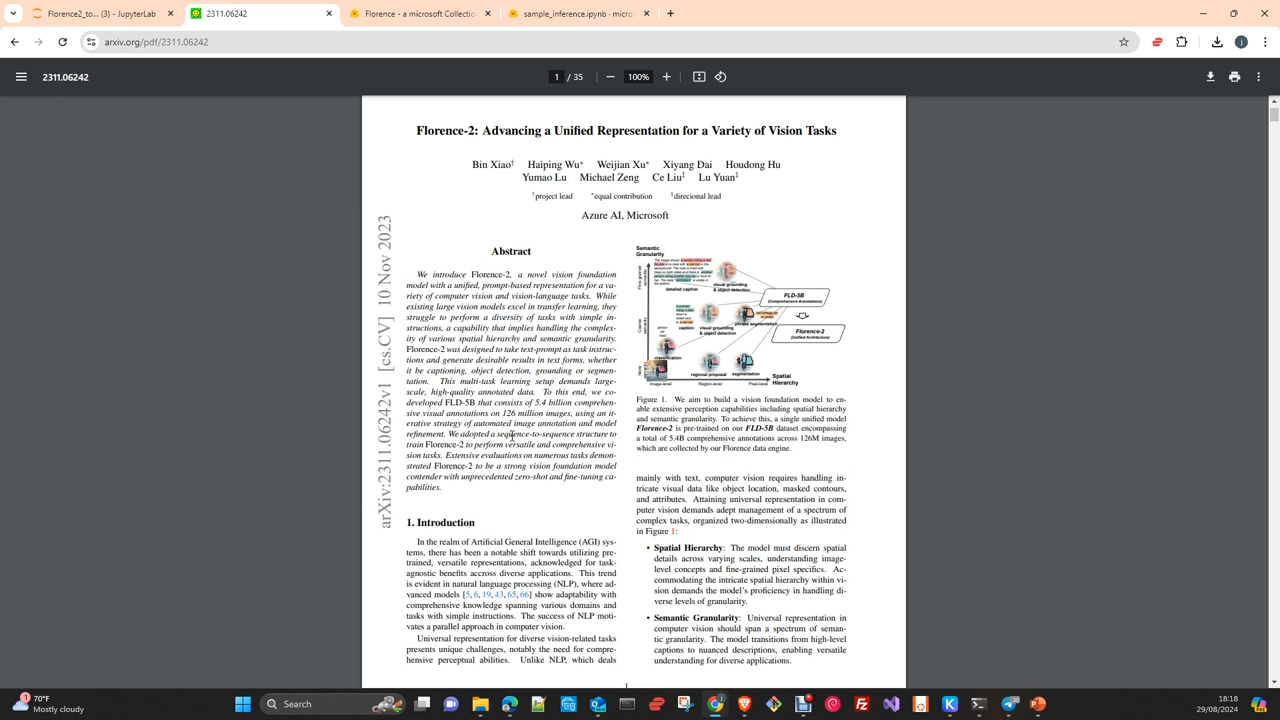 Florence2_to... (3) - JupyterLab
2311.06242
Florence - a microsoft Collectio
sample_inference.ipynb · micros
arxiv.org/pdf/2311.06242
2311.06242
1 / 35
100%
Florence-2: Advancing a Unified Representation for a Variety of Vision Tasks
Bin Xiao† Haiping Wu* Weijian Xu* Xiyang Dai Houdong Hu
Yumao Lu Michael Zeng Ce Liu‡ Lu Yuan‡
†project lead *equal contribution ‡direcional lead
Azure AI, Microsoft
arXiv:2311.06242v1 [cs.CV] 10 Nov 2023
Abstract
We introduce Florence-2, a novel vision foundation
model with a unified, prompt-based representation for a va-
riety of computer vision and vision-language tasks. While
existing large vision models excel in transfer learning, they
struggle to perform a diversity of tasks with simple in-
structions, a capability that implies handling the complex-
ity of various spatial hierarchy and semantic granularity.
Florence-2 was designed to take text-prompt as task instruc-
tions and generate desirable results in text forms, whether
it be captioning, object detection, grounding or segmen-
tation. This multi-task learning setup demands large-
scale, high-quality annotated data. To this end, we co-
developed FLD-5B that consists of 5.4 billion comprehen-
sive visual annotations on 126 million images, using an it-
erative strategy of automated image annotation and model
refinement. We adopted a sequence-to-sequence structure to
train Florence-2 to perform versatile and comprehensive vi-
sion tasks. Extensive evaluations on numerous tasks demon-
strated Florence-2 to be a strong vision foundation model
contender with unprecedented zero-shot and fine-tuning ca-
pabilities.
1. Introduction
In the realm of Artificial General Intelligence (AGI) sys-
tems, there has been a notable shift towards utilizing pre-
trained, versatile representations, acknowledged for task-
agnostic benefits accross diverse applications. This trend
is evident in natural language processing (NLP), where ad-
vanced models [5, 6, 19, 43, 65, 66] show adaptability with
comprehensive knowledge spanning various domains and
tasks with simple instructions. The success of NLP moti-
vates a parallel approach in computer vision.
Universal representation for diverse vision-related tasks
presents unique challenges, notably the need for compre-
hensive perceptual abilities. Unlike NLP, which deals
Semantic
Granularity
detailed caption
visual grounding
& object detection
FLD-5B
(Comprehensive Annotations)
caption
visual grounding
& object detection
phrase segmentation
Florence-2
(Unified Architecture)
classification
regional proposal
segmentation
Image-level
Region-level
Pixel-level
Spatial
Hierarchy
Figure 1. We aim to build a vision foundation model to en-
able extensive perception capabilities including spatial hierarchy
and semantic granularity. To achieve this, a single unified model
Florence-2 is pre-trained on our FLD-5B dataset encompassing
a total of 5.4B comprehensive annotations across 126M images,
which are collected by our Florence data engine.
mainly with text, computer vision requires handling in-
tricate visual data like object location, masked contours,
and attributes. Attaining universal representation in com-
puter vision demands adept management of a spectrum of
complex tasks, organized two-dimensionally as illustrated
in Figure 1:
• Spatial Hierarchy: The model must discern spatial
details across varying scales, understanding image-
level concepts and fine-grained pixel specifics. Ac-
commodating the intricate spatial hierarchy within vi-
sion demands the model's proficiency in handling di-
verse levels of granularity.
• Semantic Granularity: Universal representation in
computer vision should span a spectrum of seman-
tic granularity. The model transitions from high-level
captions to nuanced descriptions, enabling versatile
understanding for diverse applications.
70°F
Mostly cloudy
Search
18:18
29/08/2024